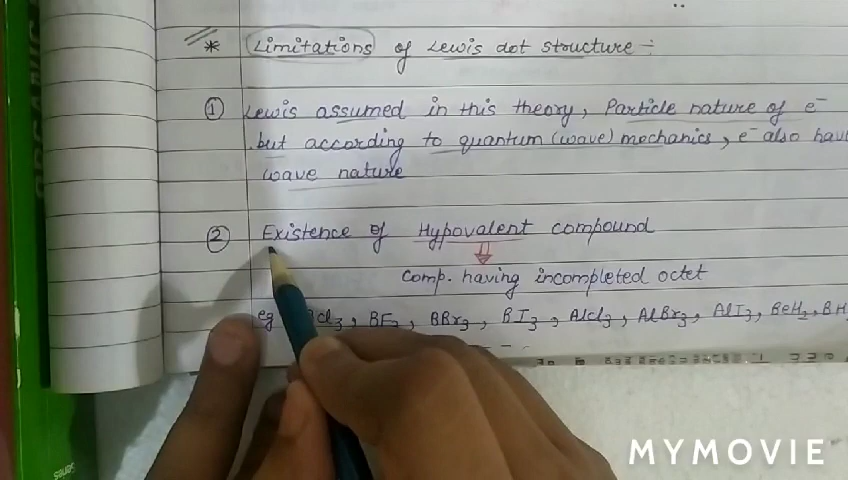 * Limitations of Lewis dot structure :-
① Lewis assumed in this theory, Particle nature of e⁻
but according to quantum (wave) mechanics, e⁻ also have
wave nature
② Existence of Hypovalent compound
⇓
Comp. having incompleted octet
eg BF₃, BBr₃, BI₃, AlCl₃, AlBr₃, AlI₃, BeH₂, BH
MYMOVIE